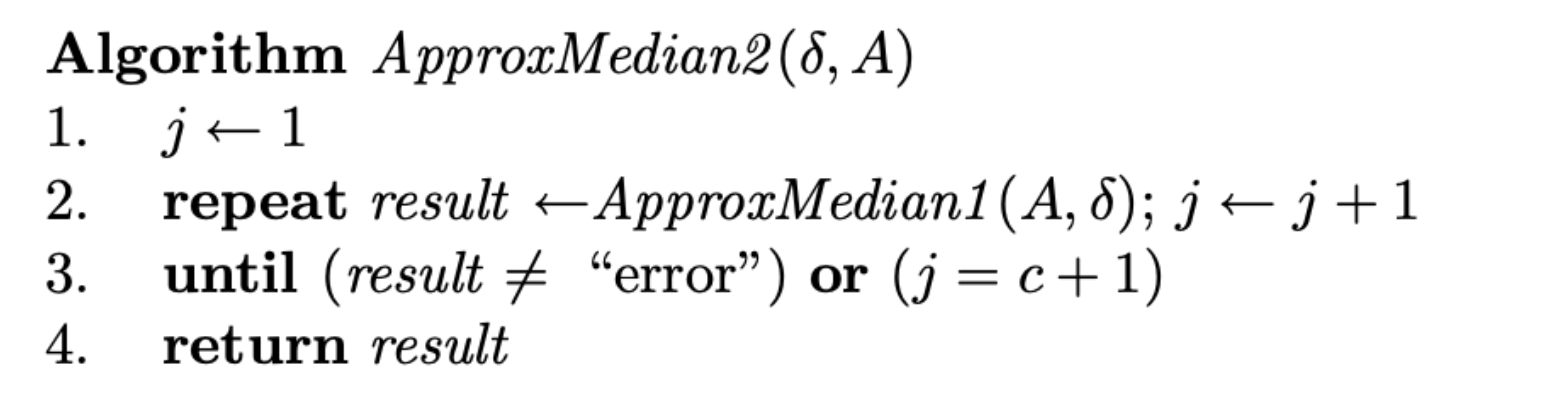 Algorithm ApproxMedian2(δ, A)
1. j ← 1
2. repeat result ←ApproxMedian1(A, δ); j ← j + 1
3. until (result ≠ “error”) or (j = c + 1)
4. return result